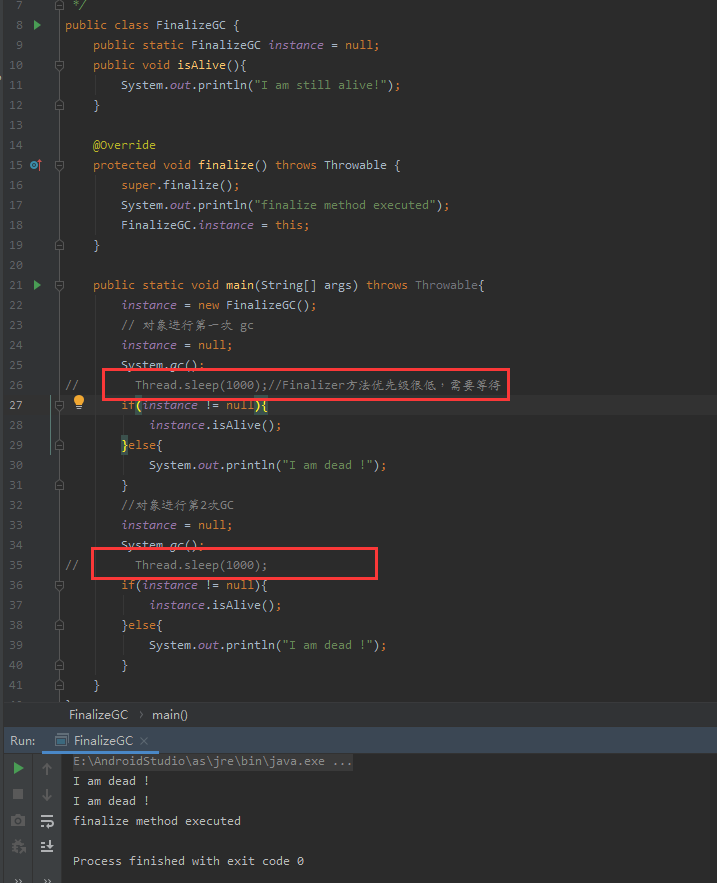 7 */
8 public class FinalizeGC {
9 public static FinalizeGC instance = null;
10 public void isAlive(){
11 System.out.println("I am still alive!");
12 }
13
14 @Override
15 protected void finalize() throws Throwable {
16 super.finalize();
17 System.out.println("finalize method executed");
18 FinalizeGC.instance = this;
19 }
20
21 public static void main(String[] args) throws Throwable{
22 instance = new FinalizeGC();
23 // 对象进行第一次 gc
24 instance = null;
25 System.gc();
26 // Thread.sleep(1000);//Finalizer方法优先级很低，需要等待
27 if(instance != null){
28 instance.isAlive();
29 }else{
30 System.out.println("I am dead !");
31 }
32 //对象进行第2次GC
33 instance = null;
34 System.gc();
35 // Thread.sleep(1000);
36 if(instance != null){
37 instance.isAlive();
38 }else{
39 System.out.println("I am dead !");
40 }
41 }
FinalizeGC › main()
Run: FinalizeGC ×
E:\AndroidStudio\as\jre\bin\java.exe ...
I am dead !
I am dead !
finalize method executed
Process finished with exit code 0